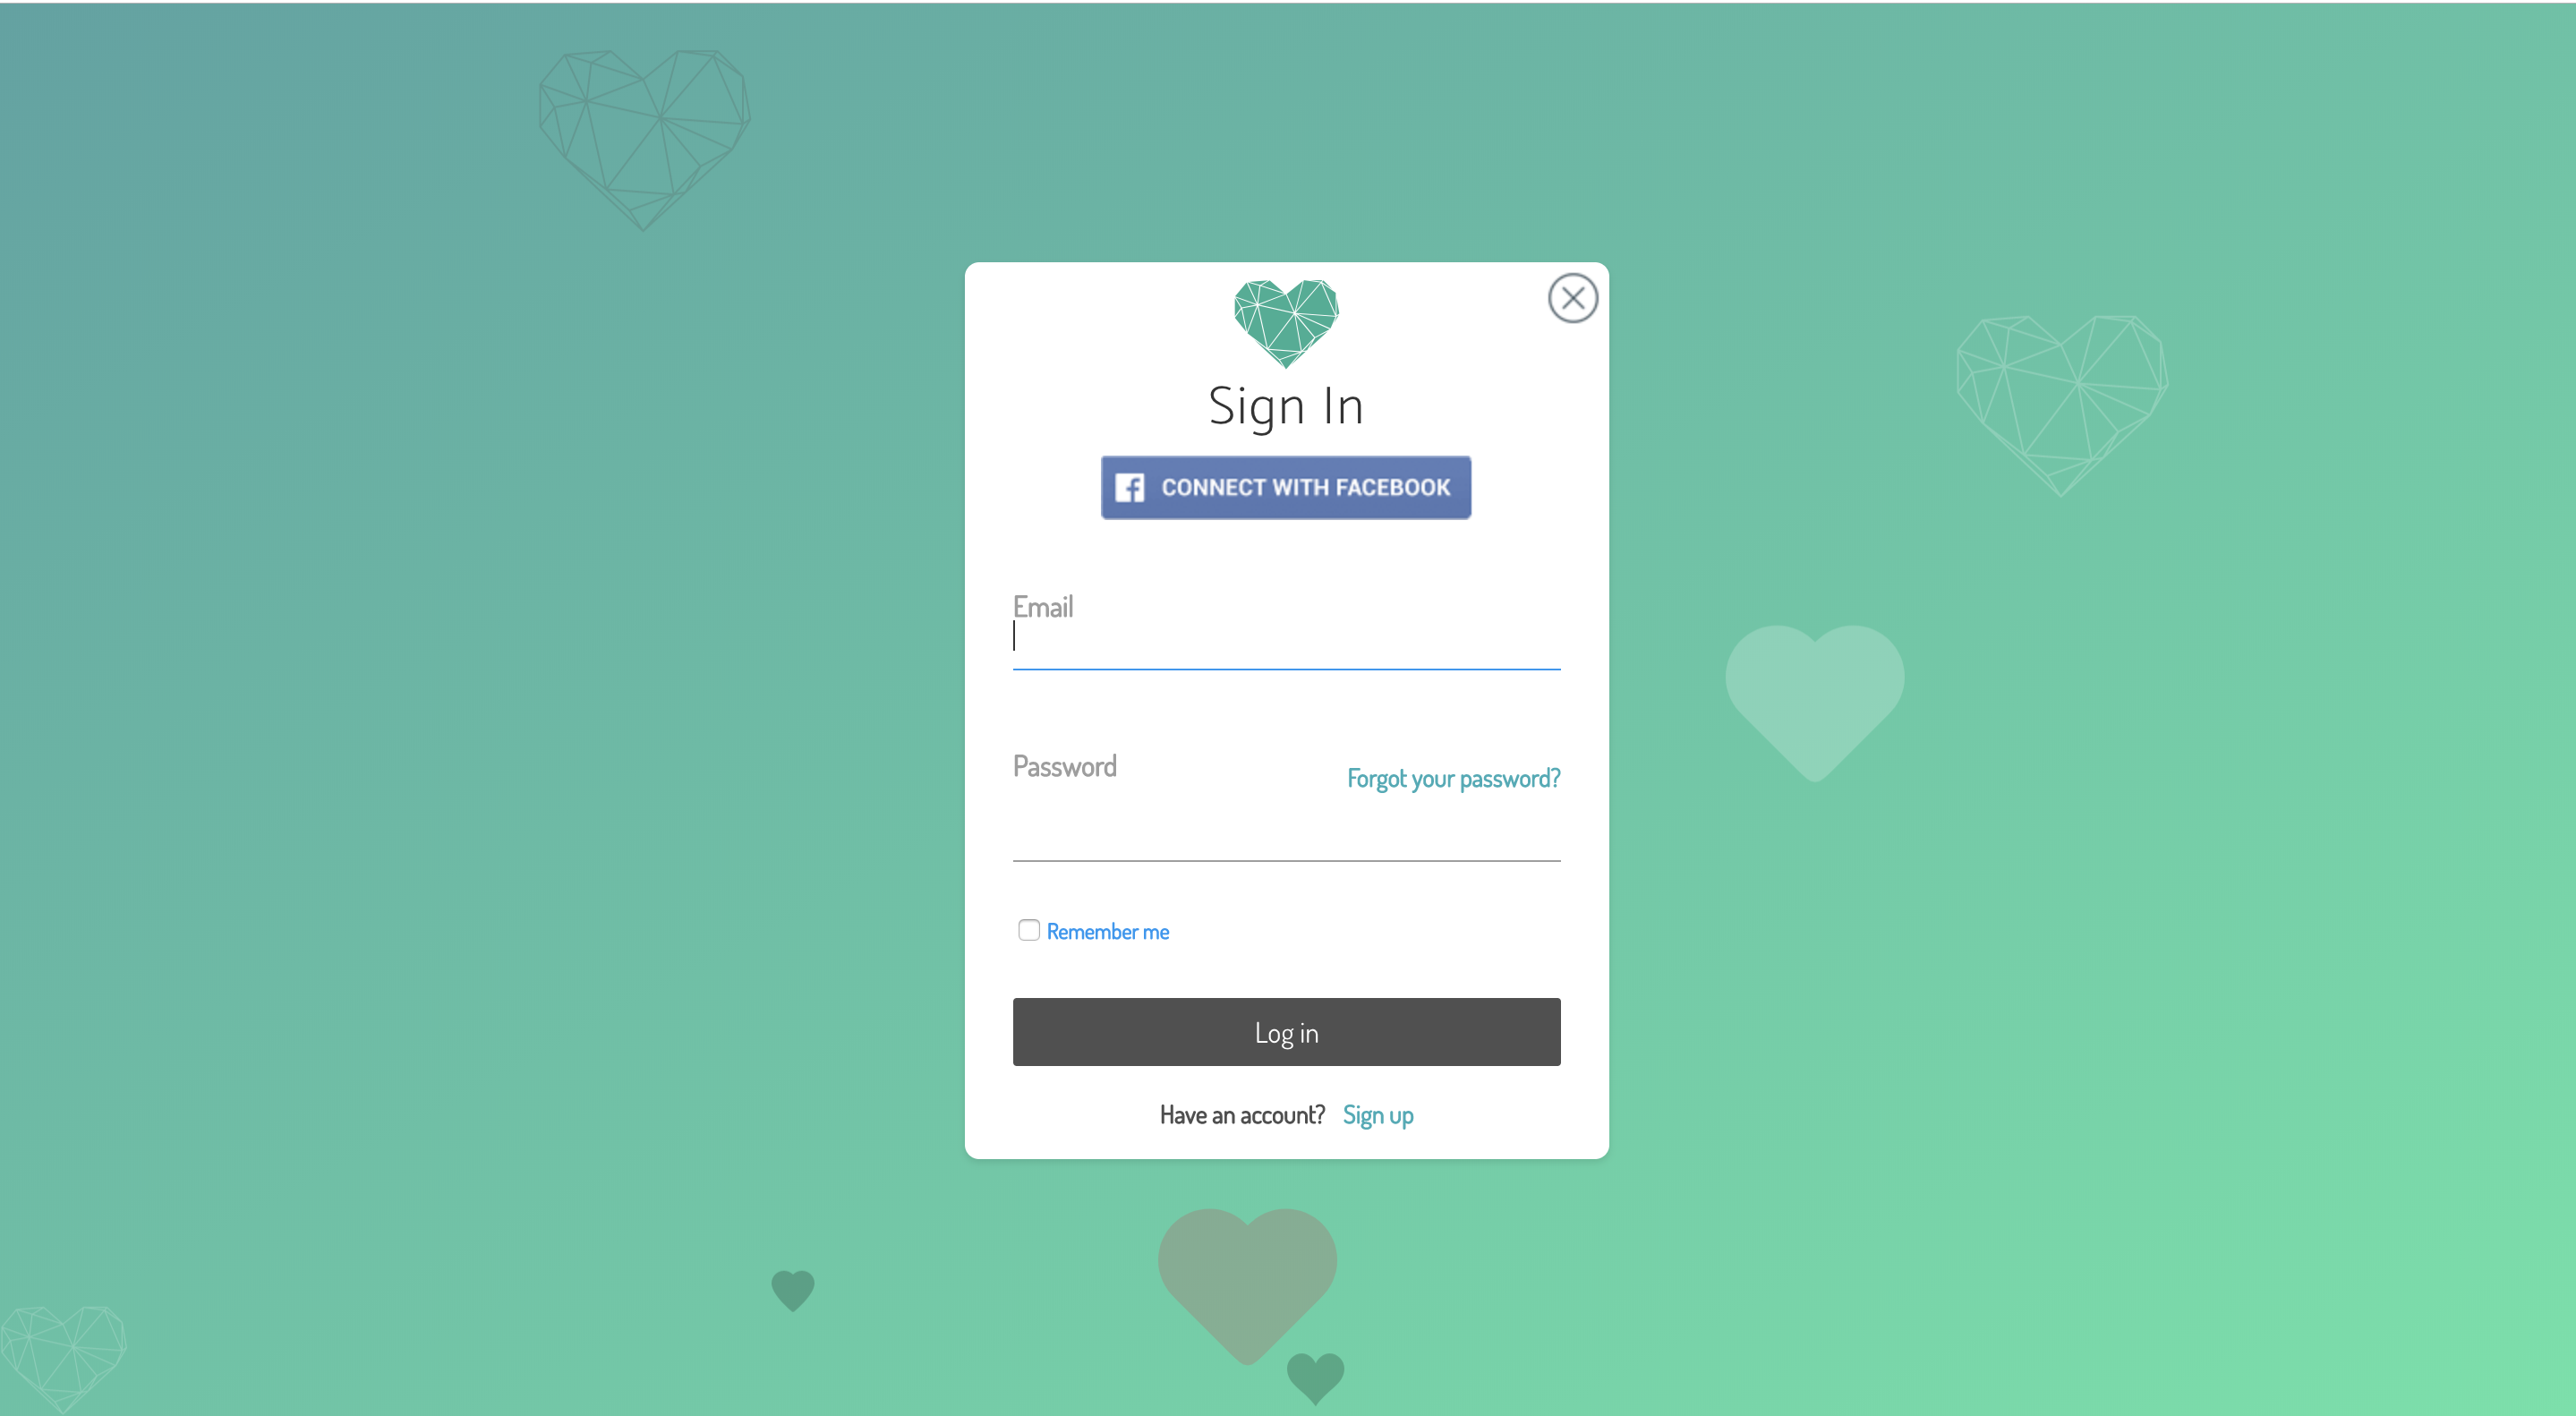 Sign In
CONNECT WITH FACEBOOK
Email
Password
Forgot your password?
Remember me
Log in
Have an account? Sign up